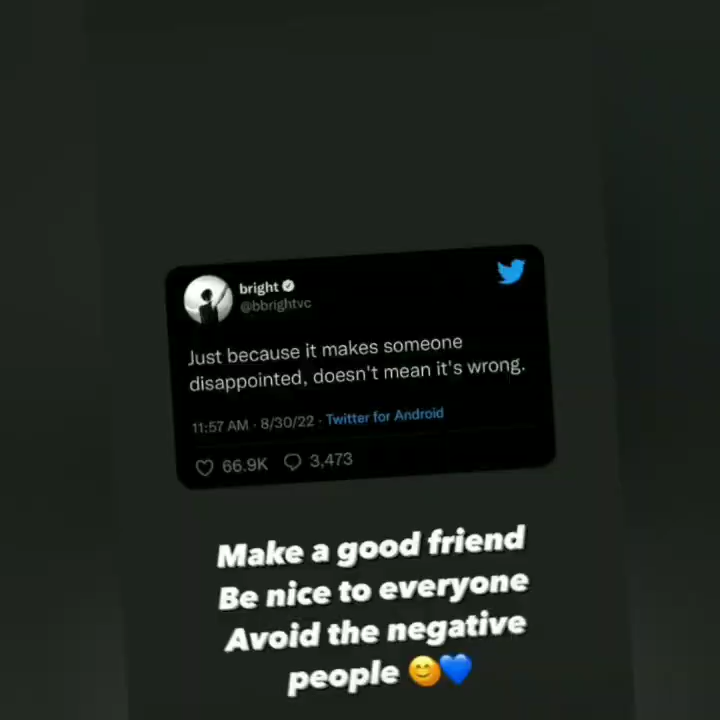 bright
@bbrightvc
Just because it makes someone
disappointed, doesn't mean it's wrong.
11:57 AM · 8/30/22 · Twitter for Android
66.9K 3,473
Make a good friend
Be nice to everyone
Avoid the negative
people 😊💙